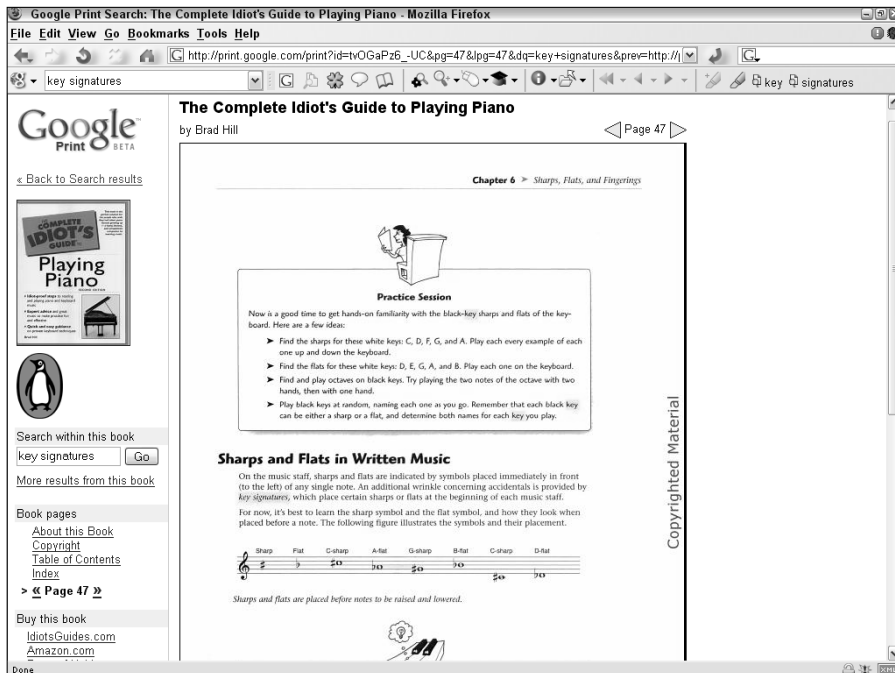 Google Print Search: The Complete Idiot's Guide to Playing Piano - Mozilla Firefox
File Edit View Go Bookmarks Tools Help
http://print.google.com/print?id=tvOGaPz6_-UC&pg=47&lpg=47&dq=key+signatures&prev=http://
G
key signatures
key signatures
Google
Print BETA
« Back to Search results
THE COMPLETE
IDIOT'S
GUIDE TO
Playing
Piano
Search within this book
key signatures Go
More results from this book
Book pages
About this Book
Copyright
Table of Contents
Index
> « Page 47 »
Buy this book
IdiotsGuides.com
Amazon.com
The Complete Idiot's Guide to Playing Piano
by Brad Hill
Page 47
Chapter 6 ➤ Sharps, Flats, and Fingerings
Practice Session
Now is a good time to get hands-on familiarity with the black-key sharps and flats of the key-
board. Here are a few ideas:
➤ Find the sharps for these white keys: C, D, F, G, and A. Play each every example of each
one up and down the keyboard.
➤ Find the flats for these white keys: D, E, G, A, and B. Play each one on the keyboard.
➤ Find and play octaves on black keys. Try playing the two notes of the octave with two
hands, then with one hand.
➤ Play black keys at random, naming each one as you go. Remember that each black key
can be either a sharp or a flat, and determine both names for each key you play.
Sharps and Flats in Written Music
On the music staff, sharps and flats are indicated by symbols placed immediately in front
(to the left) of any single note. An additional wrinkle concerning accidentals is provided by
key signatures, which place certain sharps or flats at the beginning of each music staff.
For now, it's best to learn the sharp symbol and the flat symbol, and how they look when
placed before a note. The following figure illustrates the symbols and their placement.
Sharp Flat C-sharp A-flat G-sharp B-flat C-sharp D-flat
Sharps and flats are placed before notes to be raised and lowered.
Copyrighted Material
Done